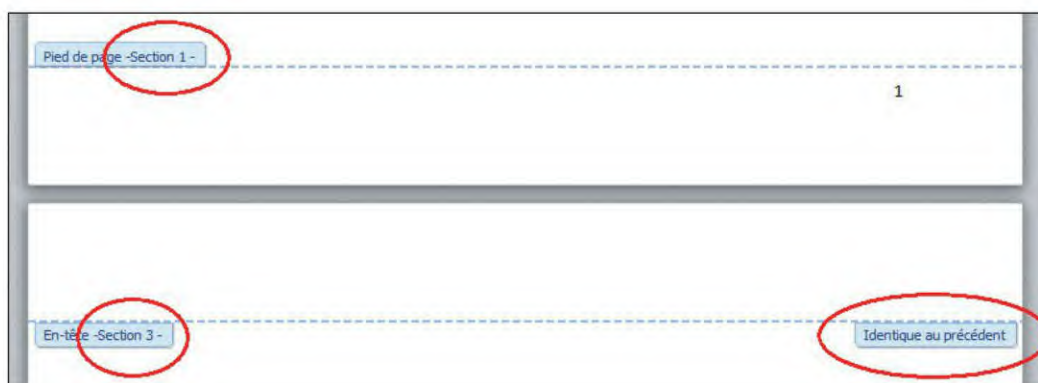 Pied de page -Section 1 -
1
En-tête -Section 3 -
Identique au précédent